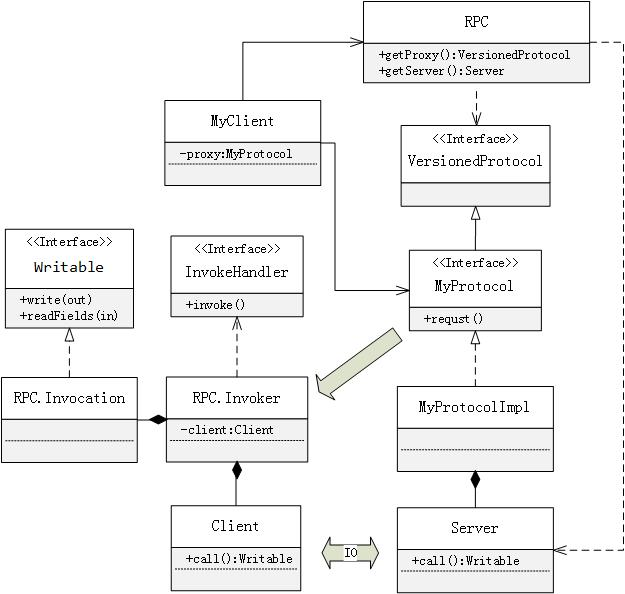 RPC
+getProxy():VersionedProtocol
+getServer():Server
MyClient
-proxy:MyProtocol
<<Interface>>
VersionedProtocol
<<Interface>>
Writable
+write(out)
+readFields(in)
<<Interface>>
InvokeHandler
+invoke()
<<Interface>>
MyProtocol
+requst()
RPC.Invocation
RPC.Invoker
-client:Client
MyProtocolImpl
Client
+call():Writable
IO
Server
+call():Writable